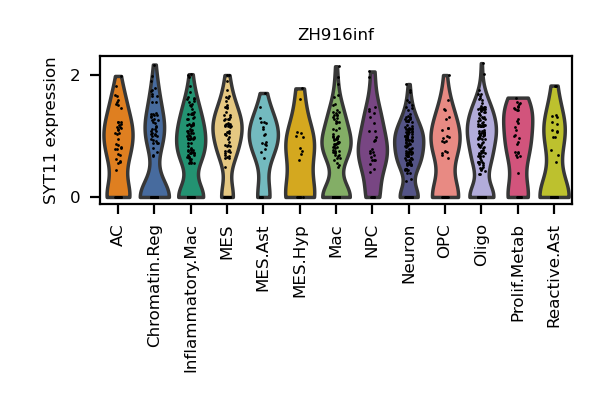 ZH916inf
SYT11 expression
2
0
AC
Chromatin.Reg
Inflammatory.Mac
MES
MES.Ast
MES.Hyp
Mac
NPC
Neuron
OPC
Oligo
Prolif.Metab
Reactive.Ast